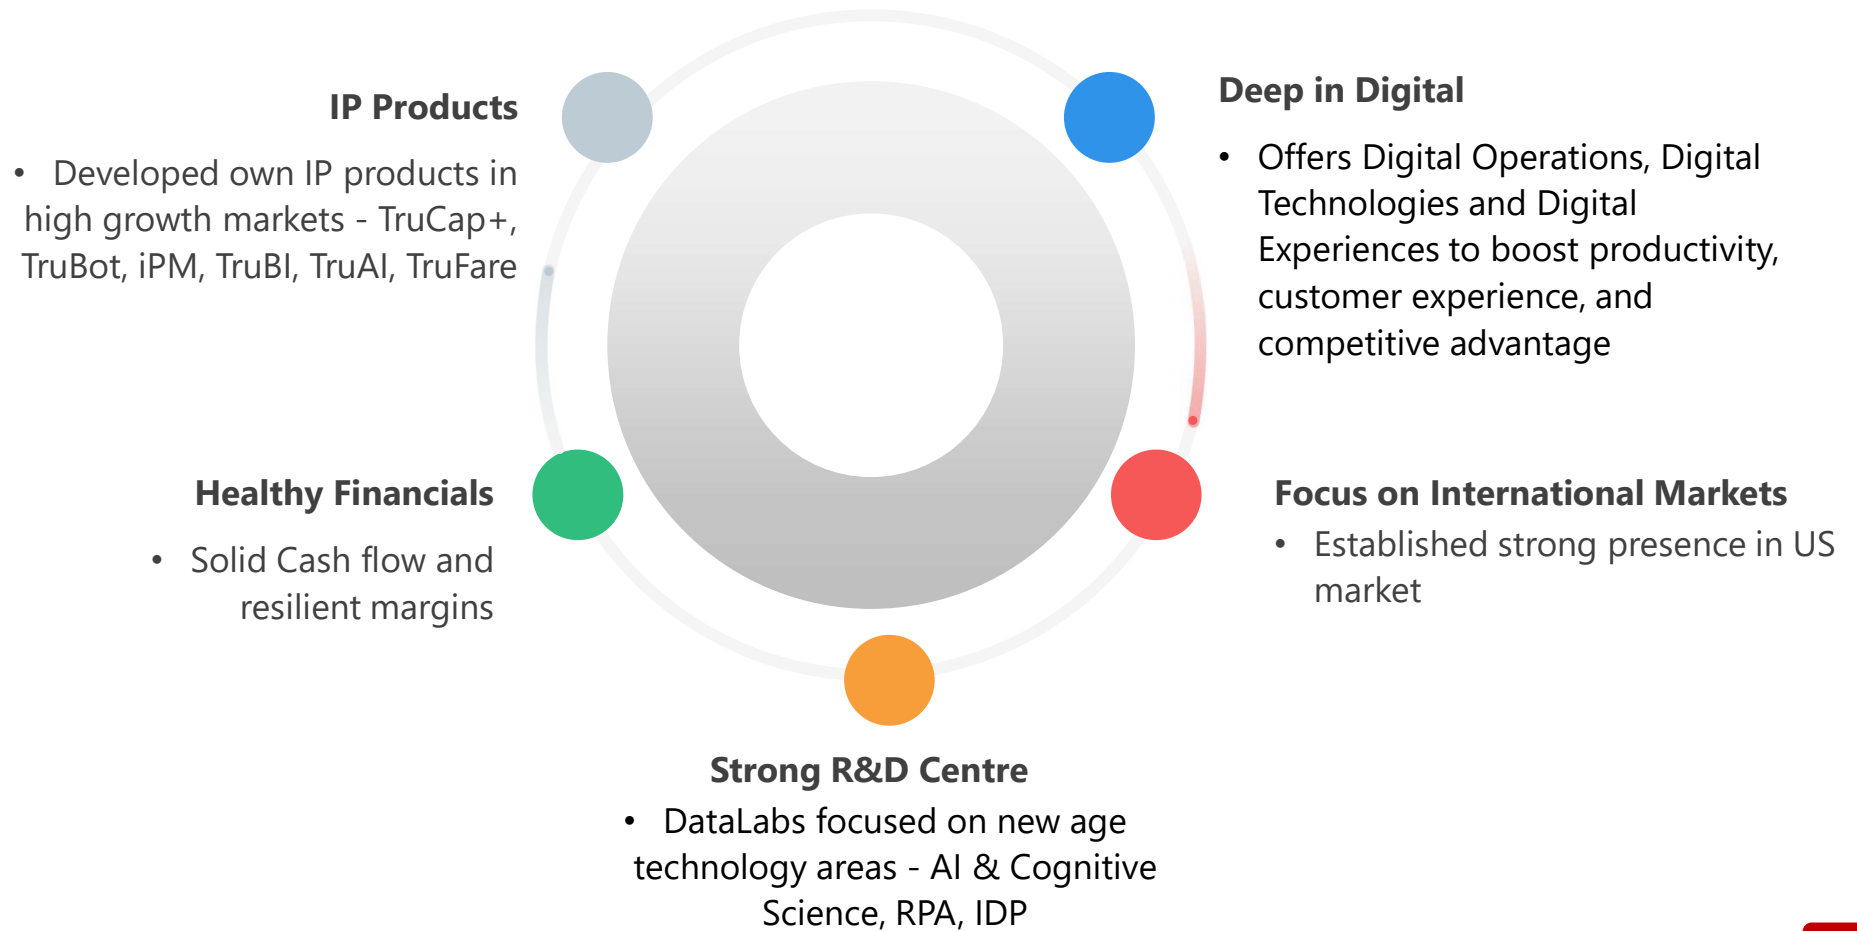 IP Products
• Developed own IP products in
high growth markets - TruCap+,
TruBot, iPM, TruBI, TruAI, TruFare
Deep in Digital
• Offers Digital Operations, Digital
Technologies and Digital
Experiences to boost productivity,
customer experience, and
competitive advantage
Healthy Financials
• Solid Cash flow and
resilient margins
Focus on International Markets
• Established strong presence in US
market
Strong R&D Centre
• DataLabs focused on new age
technology areas - AI & Cognitive
Science, RPA, IDP